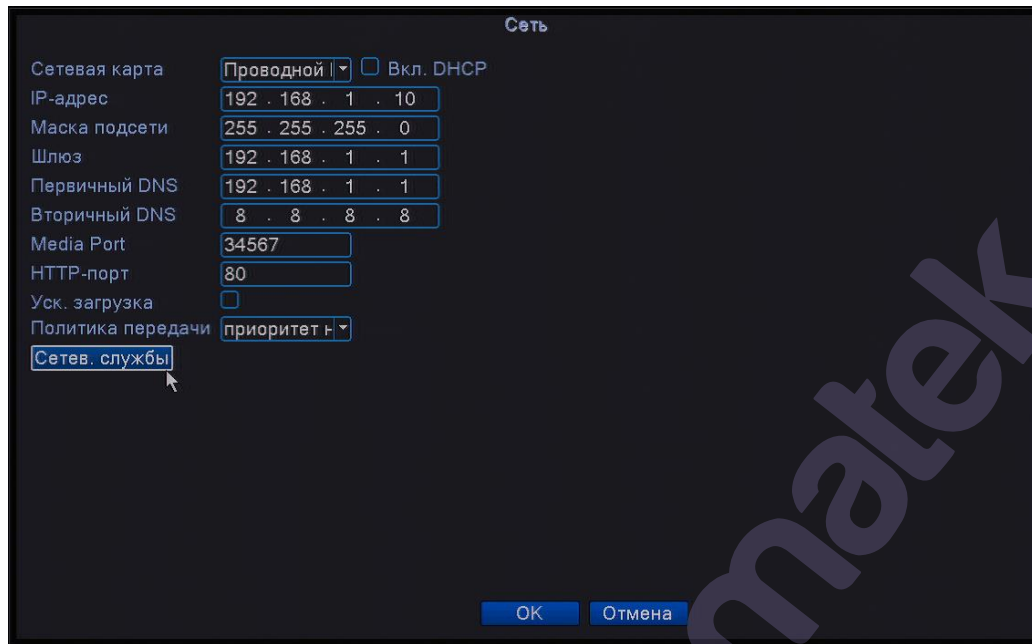 Сеть
Сетевая карта Проводной Вкл. DHCP
IP-адрес 192 . 168 . 1 . 10
Маска подсети 255 . 255 . 255 . 0
Шлюз 192 . 168 . 1 . 1
Первичный DNS 192 . 168 . 1 . 1
Вторичный DNS 8 . 8 . 8 . 8
Media Port 34567
HTTP-порт 80
Уск. загрузка
Политика передачи приоритет
Сетев. службы
OK Отмена
matek